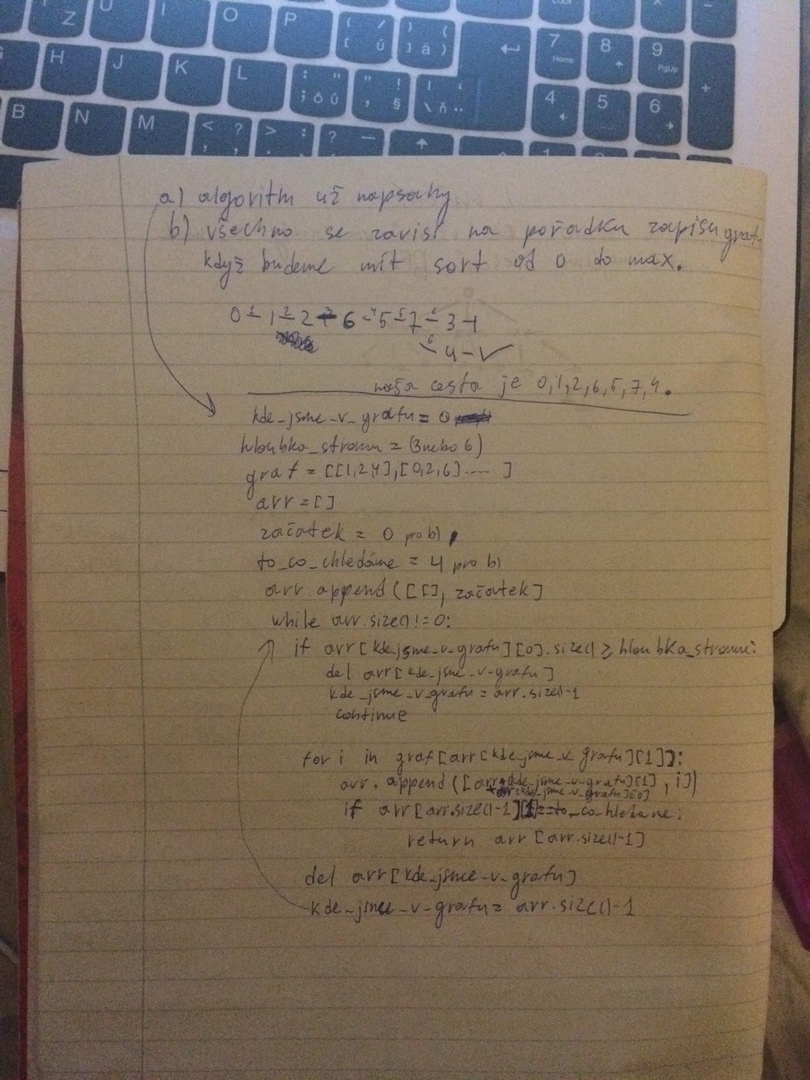 Z U I O P ( / ú ) ( â ) 7 Home 8 9 PgUp +
H J K L ; ô ů " ! § \ ň 4 5 6
B N M < , ? > . : ? - _
a) algoritm už napsany
b) všechno se zavisí na pořadku zapisu grafu
když budeme mít sort od 0 do max.
0 - 1 - 2 - 6 - 5 - 7 - 3 -
- 4 - ✓
naša cesta je 0,1,2,6,5,7,4.
kde_jsme_v_grafu = 0
hloubka_stromu = (3 nebo 6)
graf = [[1,2,4],[0,2,6] .... ]
arr = []
začatek = 0 pro b)
to_co_chledáme = 4 pro b)
arr.append([[], začatek]
while arr.size() != 0:
if arr[kde_jsme_v_grafu][0].size() ≥ hloubka_stromu:
del arr[kde_jsme_v_grafu]
kde_jsme_v_grafu = arr.size()-1
continue
for i in graf[arr[kde_jsme_v_grafu][1]]:
arr.append([arr[kde_jsme_v_grafu][1], i]
arr[kde_jsme_v_grafu][0]
if arr[arr.size()-1][1]==to_co_hledame:
return arr[arr.size()-1]
del arr[kde_jsme_v_grafu]
kde_jsme_v_grafu = arr.size()-1